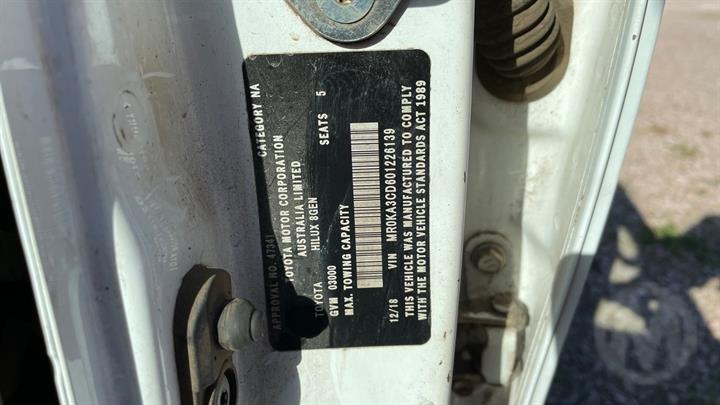 APPROVAL NO. 47841 CATEGORY NA
TOYOTA MOTOR CORPORATION
AUSTRALIA LIMITED
TOYOTA HILUX 8GEN
GVM 03000 SEATS 5
MAX. TOWING CAPACITY
12/18 VIN MR0KA3CD601226139
THIS VEHICLE WAS MANUFACTURED TO COMPLY
WITH THE MOTOR VEHICLE STANDARDS ACT 1989
M